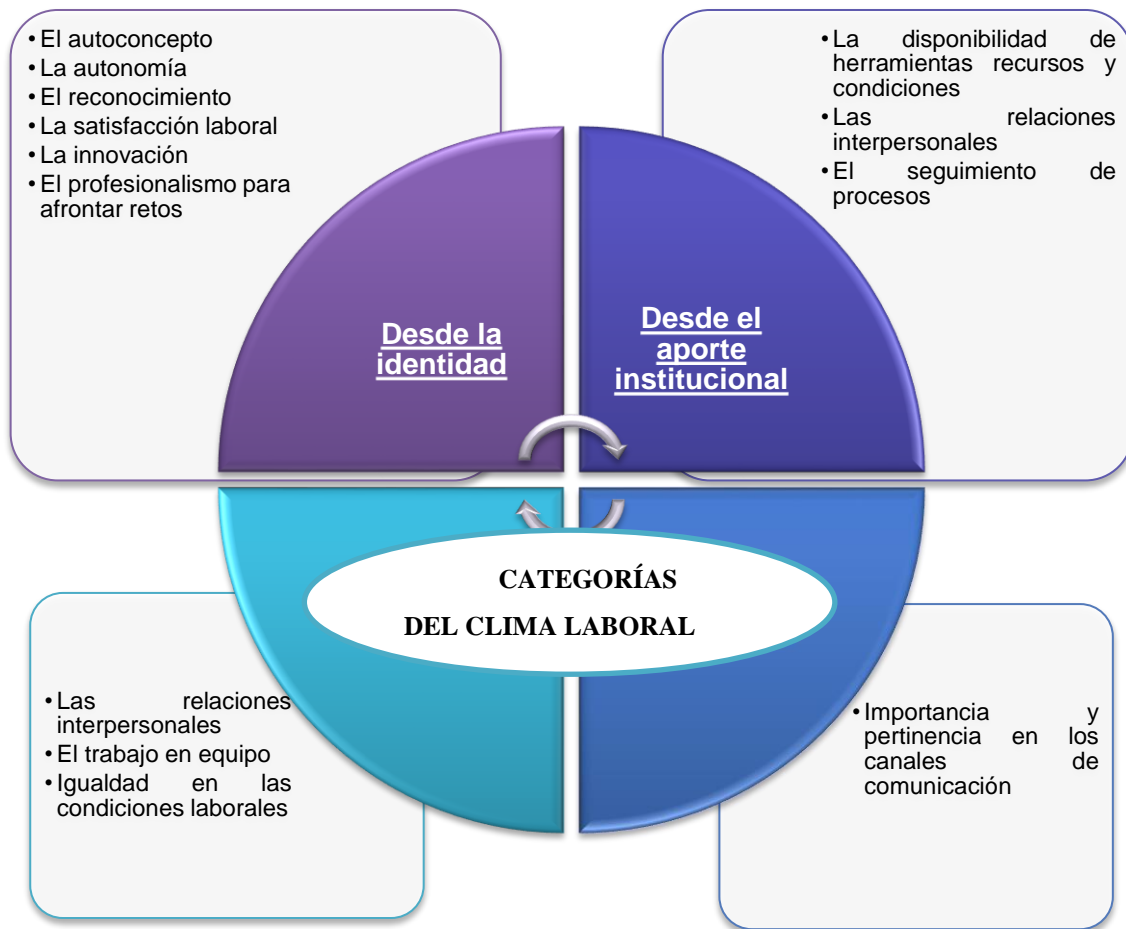 • El autoconcepto
• La autonomía
• El reconocimiento
• La satisfacción laboral
• La innovación
• El profesionalismo para
afrontar retos
• La disponibilidad de
herramientas recursos y
condiciones
• Las relaciones
interpersonales
• El seguimiento de
procesos
Desde la
identidad
Desde el
aporte
institucional
CATEGORÍAS
DEL CLIMA LABORAL
• Las relaciones
interpersonales
• El trabajo en equipo
• Igualdad en las
condiciones laborales
• Importancia y
pertinencia en los
canales de
comunicación